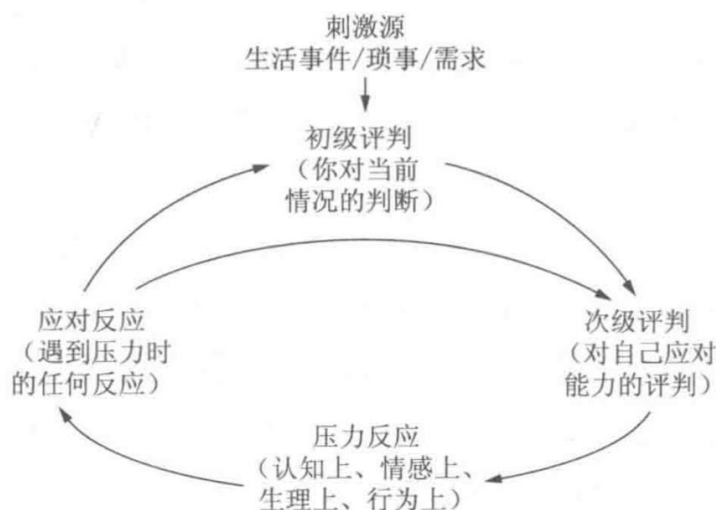 刺激源
生活事件/琐事/需求
初级评判
（你对当前
情况的判断）
应对反应
（遇到压力时
的任何反应）
次级评判
（对自己应对
能力的评判）
压力反应
（认知上、情感上、
生理上、行为上）